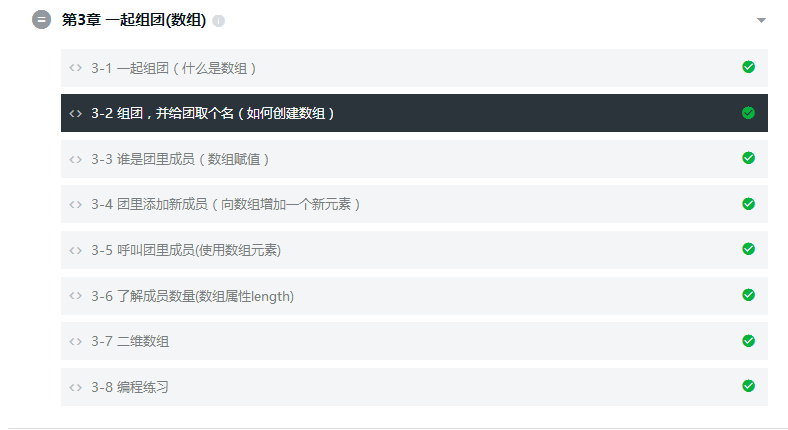 第3章 一起组团(数组)
3-1 一起组团（什么是数组）
3-2 组团，并给团取个名（如何创建数组）
3-3 谁是团里成员（数组赋值）
3-4 团里添加新成员（向数组增加一个新元素）
3-5 呼叫团里成员(使用数组元素)
3-6 了解成员数量(数组属性length)
3-7 二维数组
3-8 编程练习